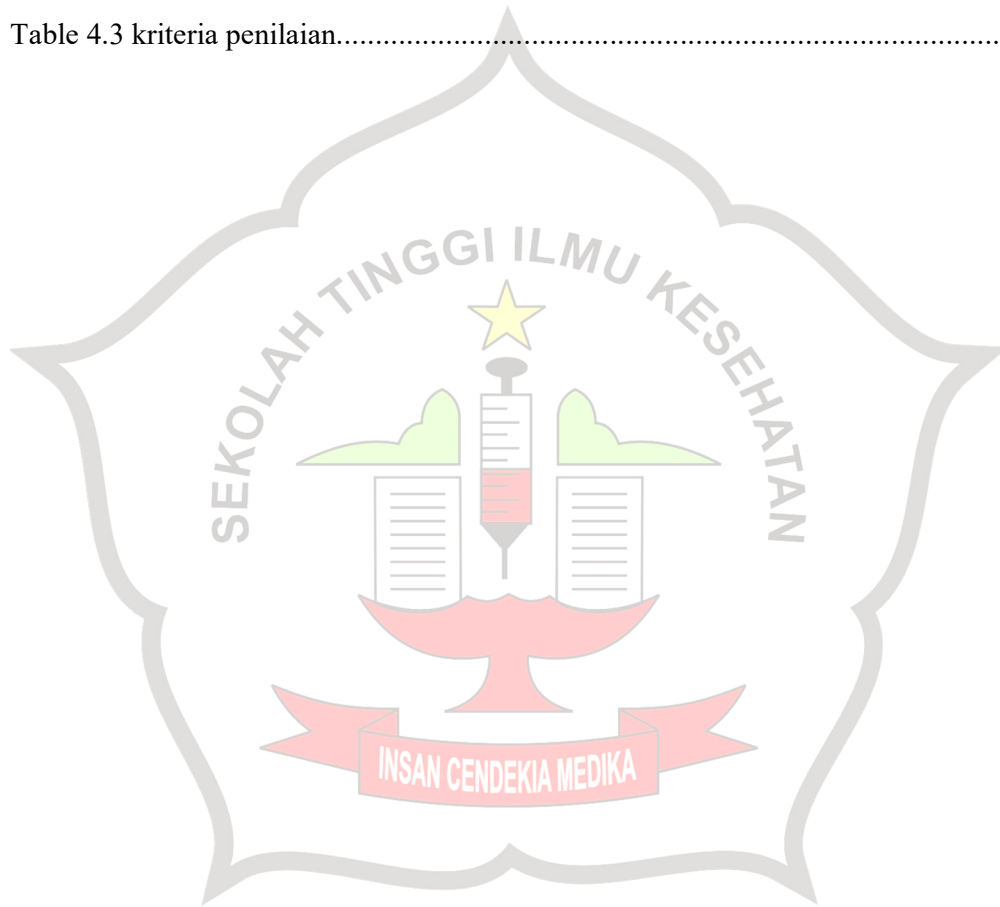 Table 4.3 kriteria penilaian.....................................................................................
SEKOLAH TINGGI ILMU KESEHATAN
INSAN CENDEKIA MEDIKA